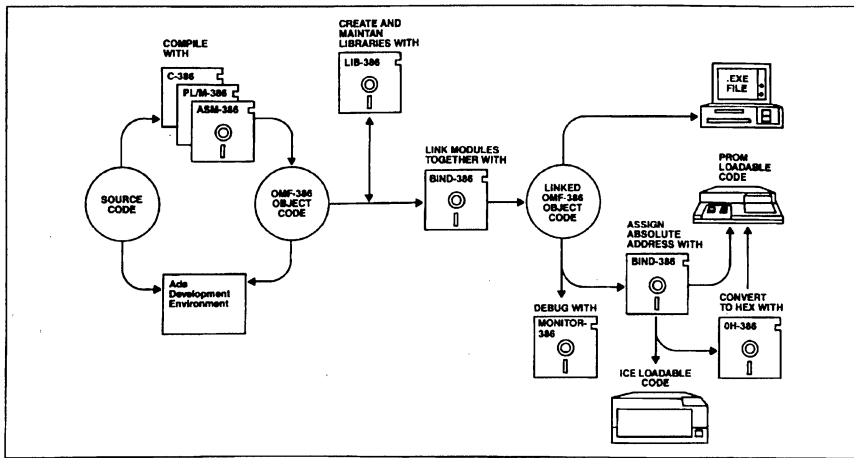 COMPILE
WITH
C-386
PL/M-386
ASM-386
CREATE AND
MAINTAN
LIBRARIES WITH
LIB-386
SOURCE
CODE
OMF-386
OBJECT
CODE
Ada
Development
Environment
LINK MODULES
TOGETHER WITH
BIND-386
LINKED
OMF-386
OBJECT
CODE
.EXE
FILE
PROM
LOADABLE
CODE
ASSIGN
ABSOLUTE
ADDRESS WITH
BIND-386
DEBUG WITH
MONITOR-
386
CONVERT
TO HEX WITH
0H-386
ICE LOADABLE
CODE